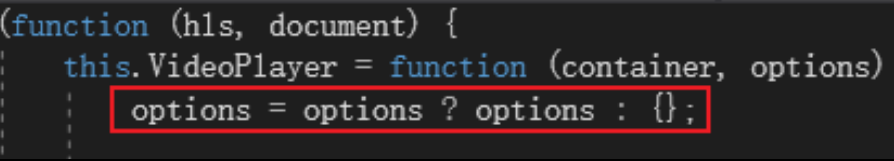 (function (hls, document) {
this.VideoPlayer = function (container, options)
options = options ? options : {};